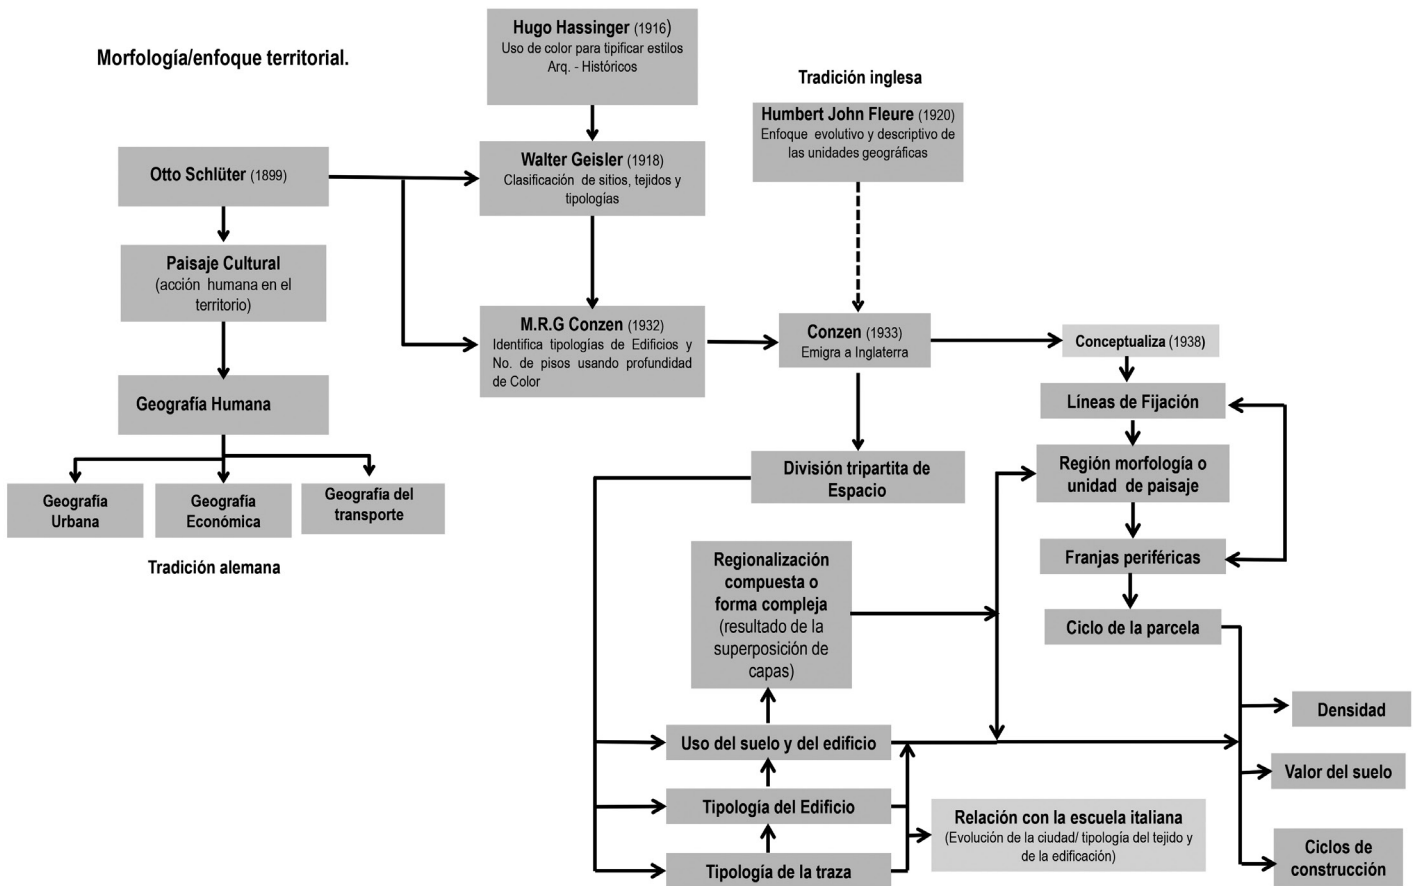 Morfología/enfoque territorial.
Hugo Hassinger (1916)
Uso de color para tipificar estilos
Arq. - Históricos
Tradición inglesa
Humbert John Fleure (1920)
Enfoque evolutivo y descriptivo de
las unidades geográficas
Otto Schlüter (1899)
Walter Geisler (1918)
Clasificación de sitios, tejidos y
tipologías
Paisaje Cultural
(acción humana en el
territorio)
M.R.G Conzen (1932)
Identifica tipologías de Edificios y
No. de pisos usando profundidad
de Color
Conzen (1933)
Emigra a Inglaterra
Conceptualiza (1938)
Geografía Humana
Líneas de Fijación
Geografía
Urbana
Geografía
Económica
Geografía del
transporte
Tradición alemana
División tripartita de
Espacio
Región morfología o
unidad de paisaje
Franjas periféricas
Ciclo de la parcela
Regionalización
compuesta o
forma compleja
(resultado de la
superposición de
capas)
Uso del suelo y del edificio
Tipología del Edificio
Tipología de la traza
Relación con la escuela italiana
(Evolución de la ciudad/ tipología del tejido y
de la edificación)
Densidad
Valor del suelo
Ciclos de
construcción